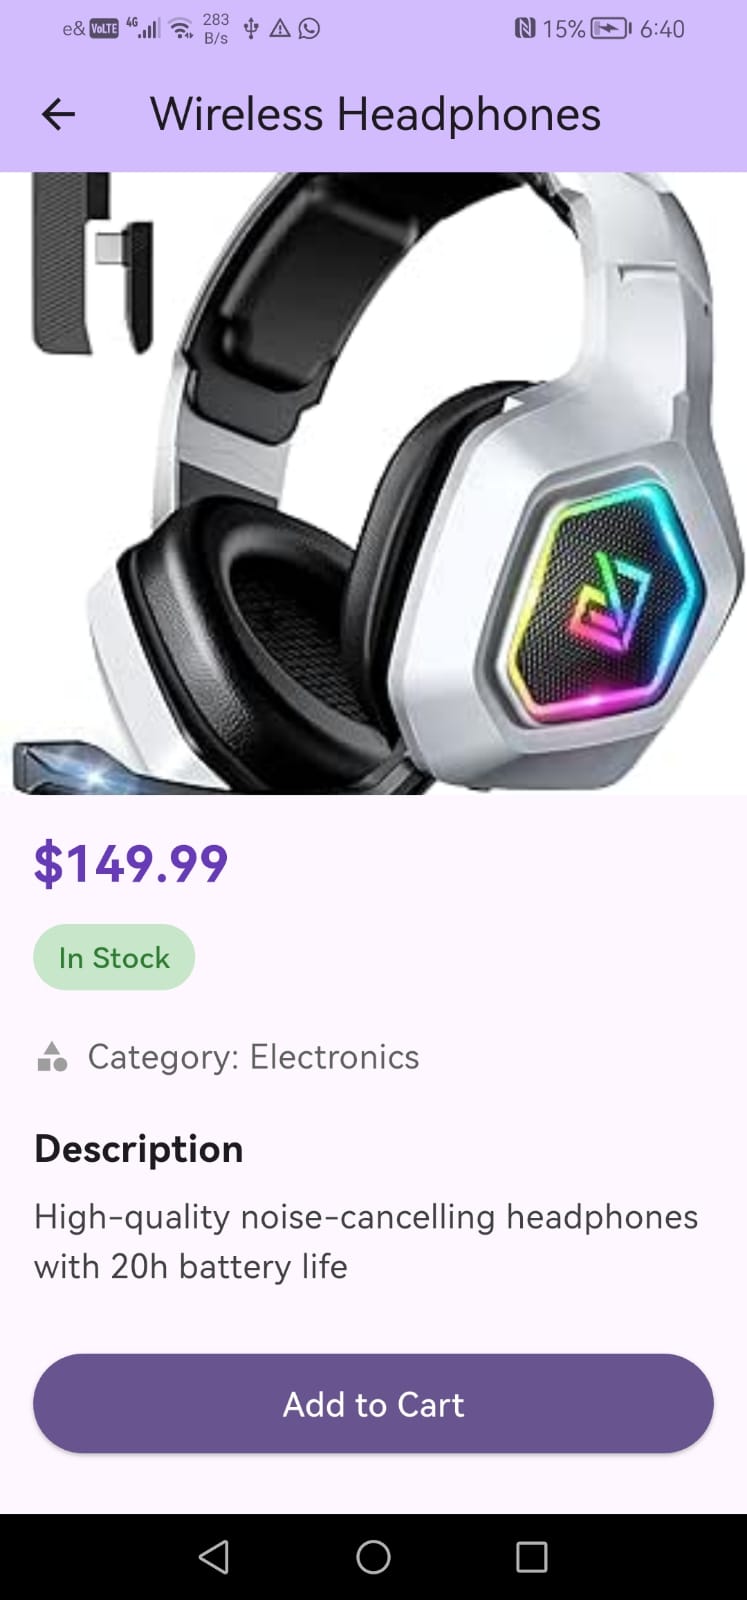 e& VoLTE 4G 283 B/s 15% 6:40
Wireless Headphones
$149.99
In Stock
Category: Electronics
Description
High-quality noise-cancelling headphones
with 20h battery life
Add to Cart